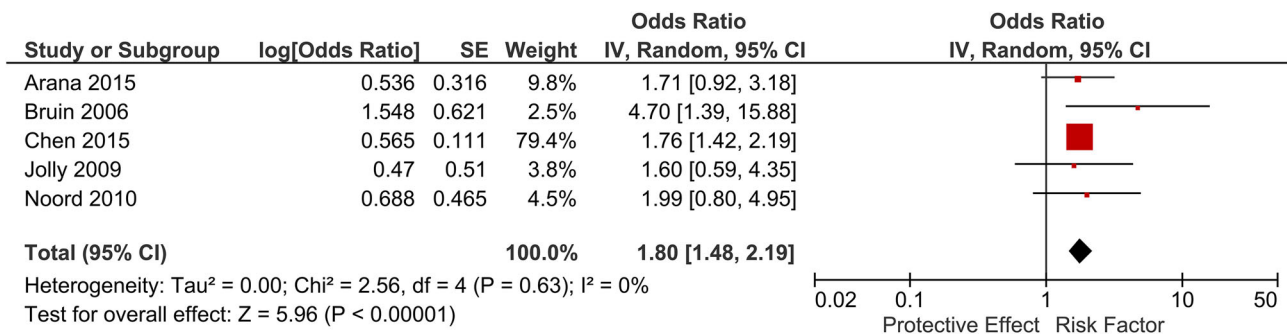 Odds Ratio Odds Ratio
Study or Subgroup log[Odds Ratio] SE Weight IV, Random, 95% CI IV, Random, 95% CI
Arana 2015 0.536 0.316 9.8% 1.71 [0.92, 3.18]
Bruin 2006 1.548 0.621 2.5% 4.70 [1.39, 15.88]
Chen 2015 0.565 0.111 79.4% 1.76 [1.42, 2.19]
Jolly 2009 0.47 0.51 3.8% 1.60 [0.59, 4.35]
Noord 2010 0.688 0.465 4.5% 1.99 [0.80, 4.95]
Total (95% CI) 100.0% 1.80 [1.48, 2.19]
Heterogeneity: Tau² = 0.00; Chi² = 2.56, df = 4 (P = 0.63); I² = 0%
Test for overall effect: Z = 5.96 (P < 0.00001)
0.02 0.1 1 10 50
Protective Effect Risk Factor